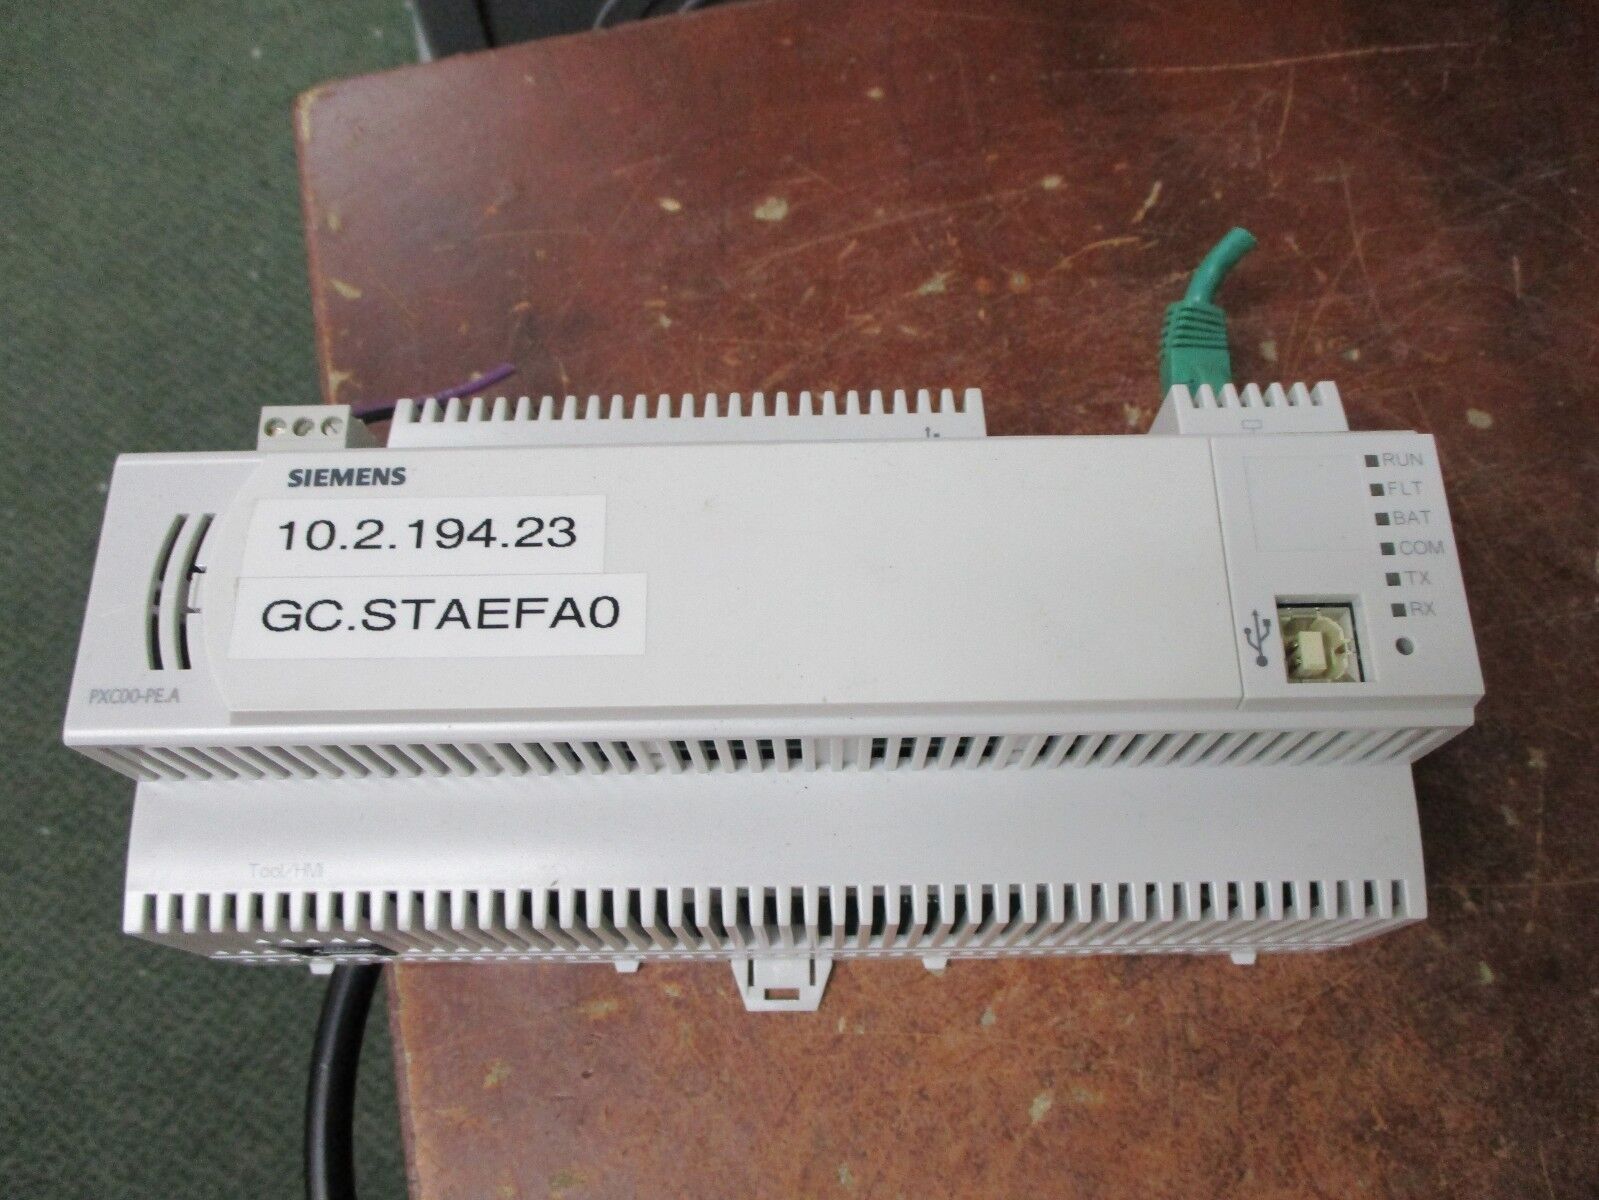 SIEMENS
10.2.194.23
GC.STAEFA0
PXC00-PE.A
RUN
FLT
BAT
COM
TX
RX
Tool/HMI